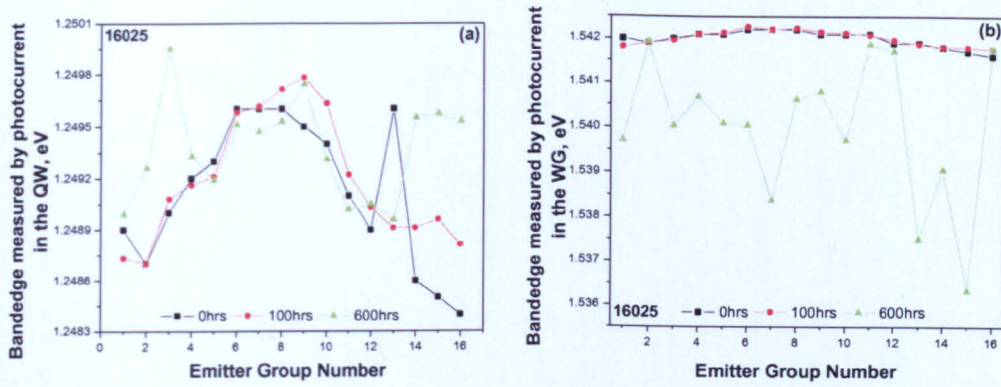 16025
(a)
Bandedge measured by photocurrent
in the QW, eV
1.2501
1.2498
1.2495
1.2492
1.2489
1.2486
1.2483
0hrs 100hrs 600hrs
0 2 4 6 8 10 12 14 16
Emitter Group Number
(b)
Bandedge measured by photocurrent
in the WG, eV
1.542
1.541
1.540
1.539
1.538
1.537
1.536
16025
0hrs 100hrs 600hrs
2 4 6 8 10 12 14 16
Emitter Group Number